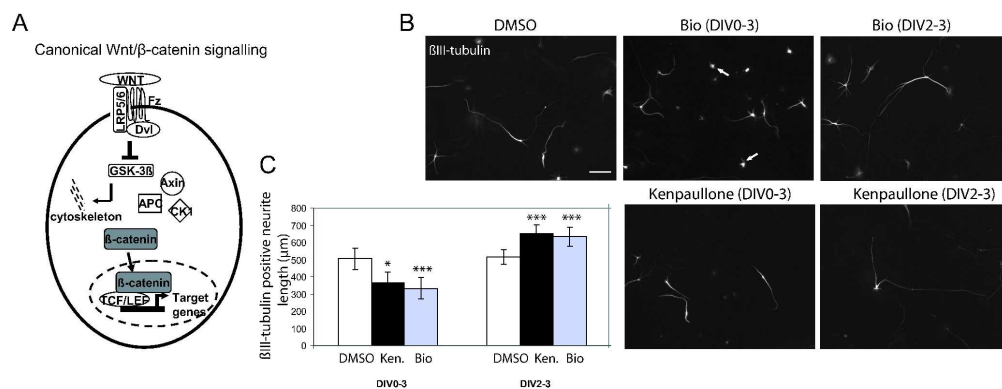 A
Canonical Wnt/β-catenin signalling
WNT
LRP5/6
Fz
Dvl
GSK-3ß
Axin
APC
CK1
cytoskeleton
ß-catenin
ß-catenin
TCF/LEF
Target
genes
B
DMSO
Bio (DIV0-3)
Bio (DIV2-3)
ßIII-tubulin
Kenpaullone (DIV0-3)
Kenpaullone (DIV2-3)
C
ßIII-tubulin positive neurite
length (µm)
800
700
600
500
400
300
200
100
0
*
***
***
***
DMSO Ken. Bio
DMSO Ken. Bio
DIV0-3
DIV2-3